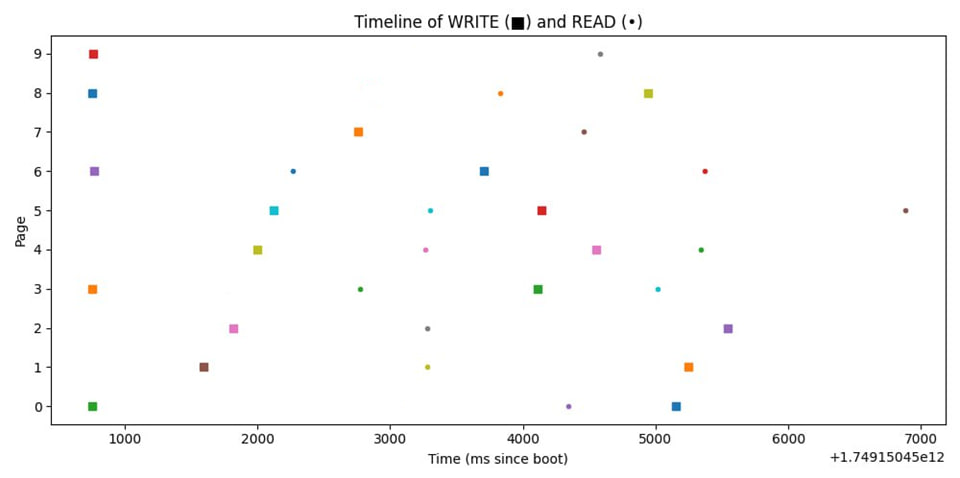 Timeline of WRITE (■) and READ (•)
9
8
7
6
5
4
3
2
1
0
Page
1000 2000 3000 4000 5000 6000 7000
Time (ms since boot)
+1.74915045e12